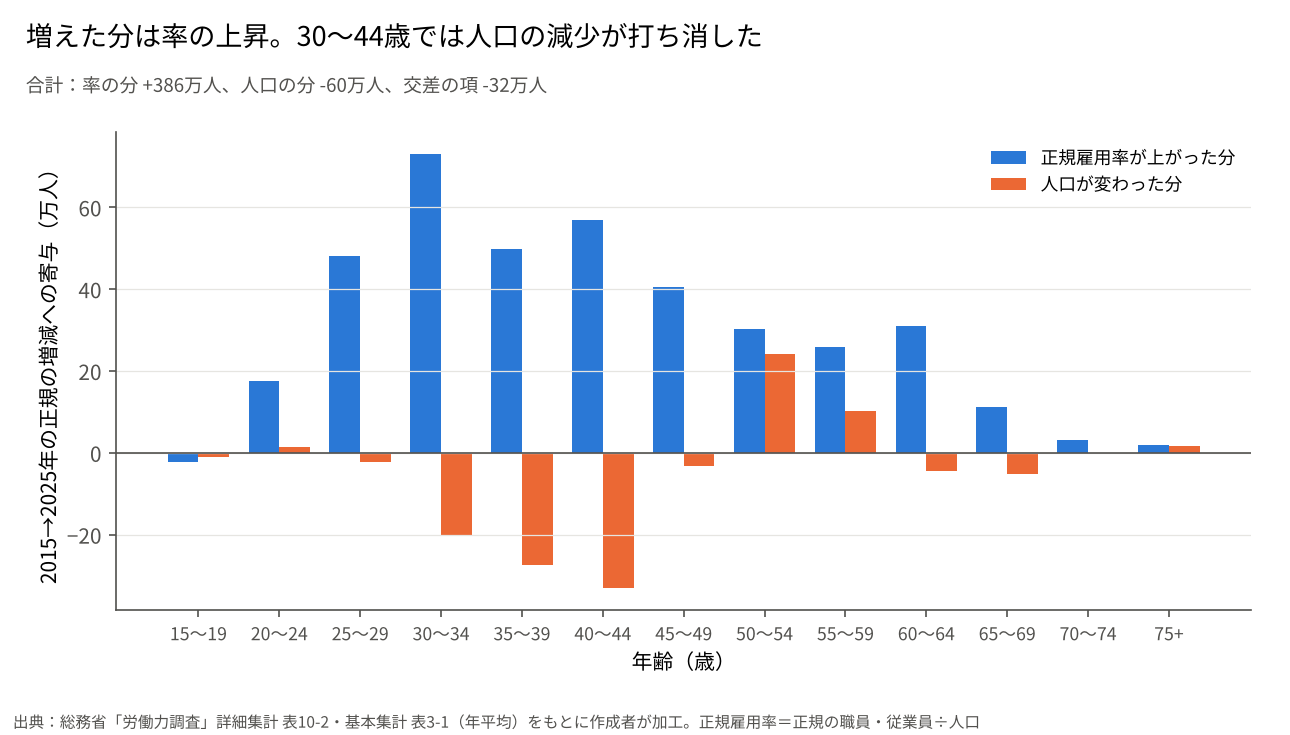 増えた分は率の上昇。30〜44歳では人口の減少が打ち消した
合計：率の分 +386万人、人口の分 -60万人、交差の項 -32万人
正規雇用率が上がった分
人口が変わった分
2015→2025年の正規の増減への寄与（万人）
60
40
20
0
−20
15〜19 20〜24 25〜29 30〜34 35〜39 40〜44 45〜49 50〜54 55〜59 60〜64 65〜69 70〜74 75+
年齢（歳）
出典：総務省「労働力調査」詳細集計 表10-2・基本集計 表3-1（年平均）をもとに作成者が加工。正規雇用率＝正規の職員・従業員÷人口